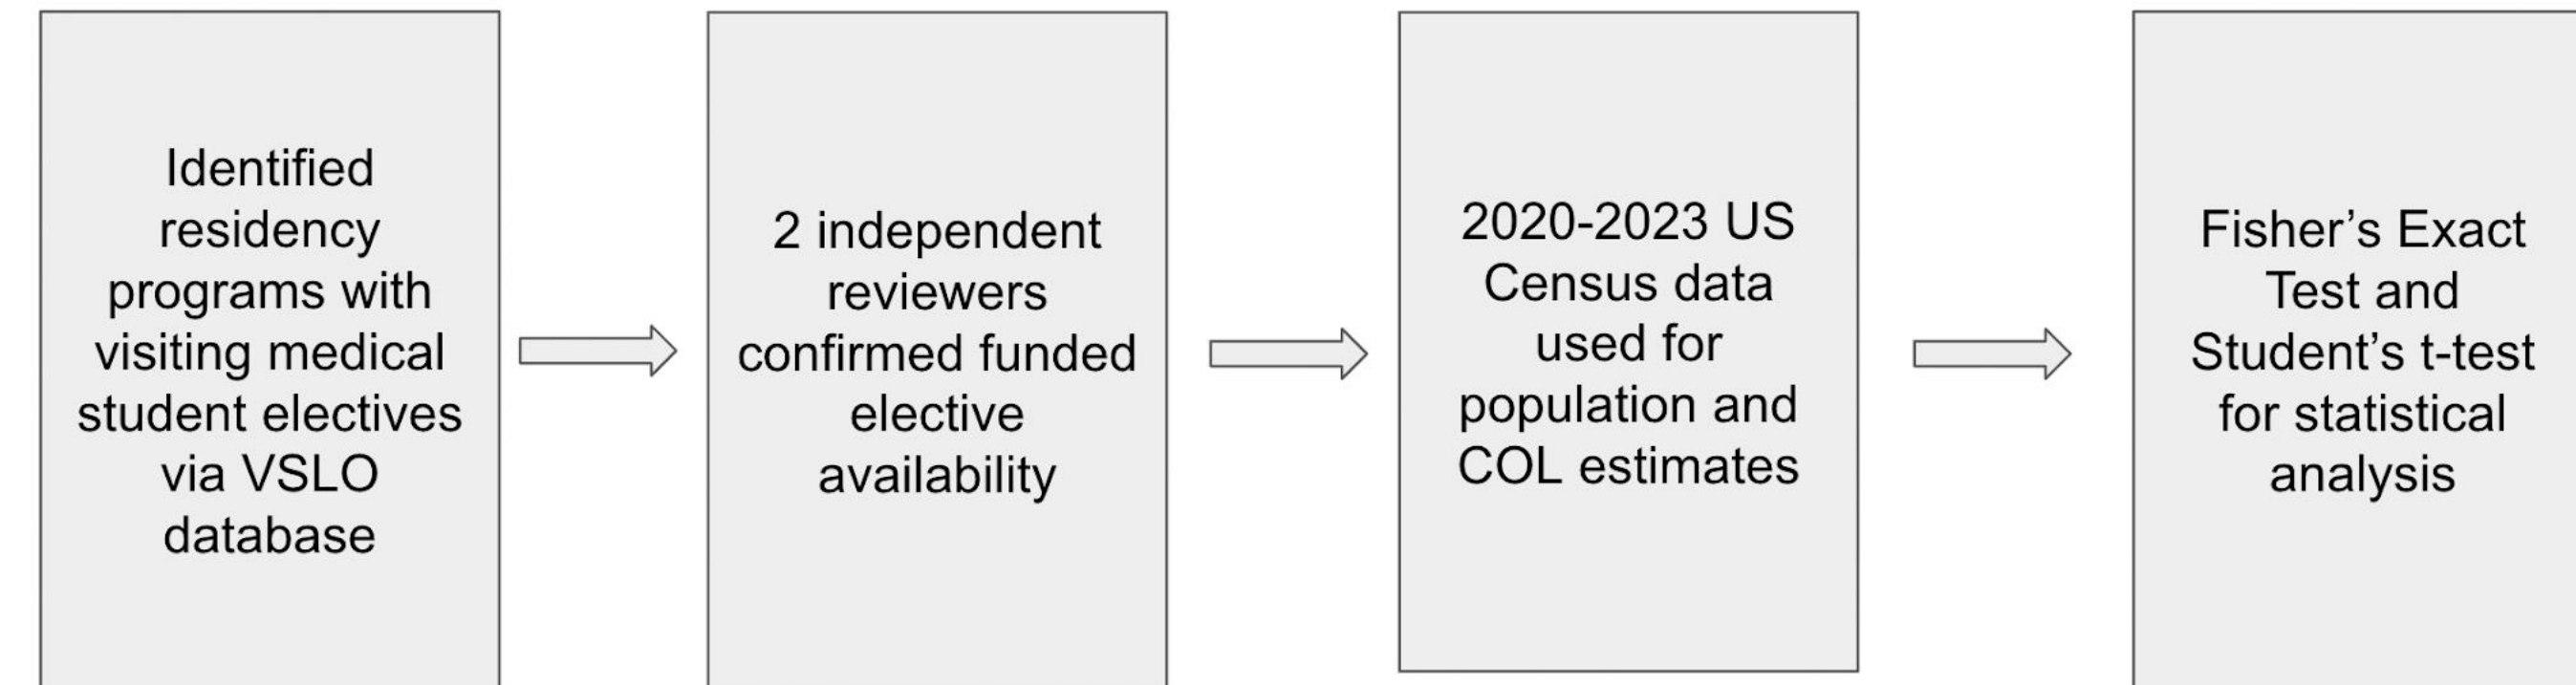 Identified
residency
programs with
visiting medical
student electives
via VSLO
database
2 independent
reviewers
confirmed funded
elective
availability
2020-2023 US
Census data
used for
population and
COL estimates
Fisher’s Exact
Test and
Student’s t-test
for statistical
analysis